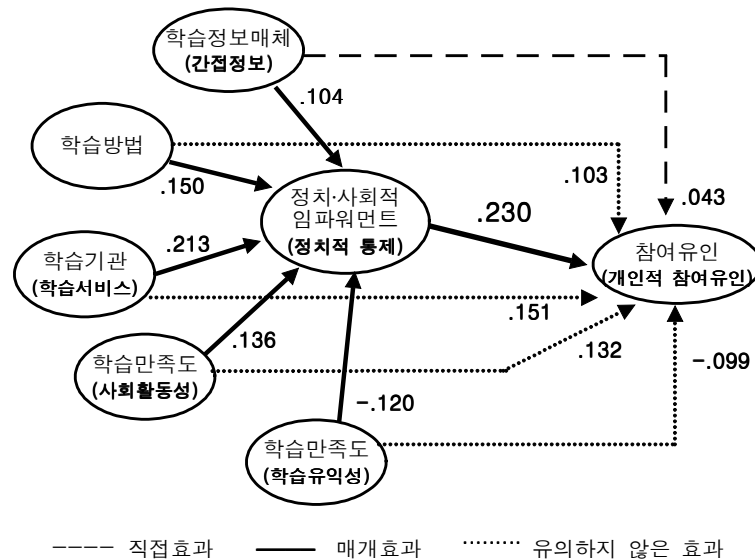 학습정보매체
(간접정보)
.104
학습방법
.150
.103
.043
정치·사회적
임파워먼트
(정치적 통제)
.230
참여유인
(개인적 참여유인)
학습기관
(학습서비스)
.213
.151
.136
.132
학습만족도
(사회활동성)
-.099
-.120
학습만족도
(학습유익성)
---- 직접효과 —— 매개효과 ········ 유의하지 않은 효과